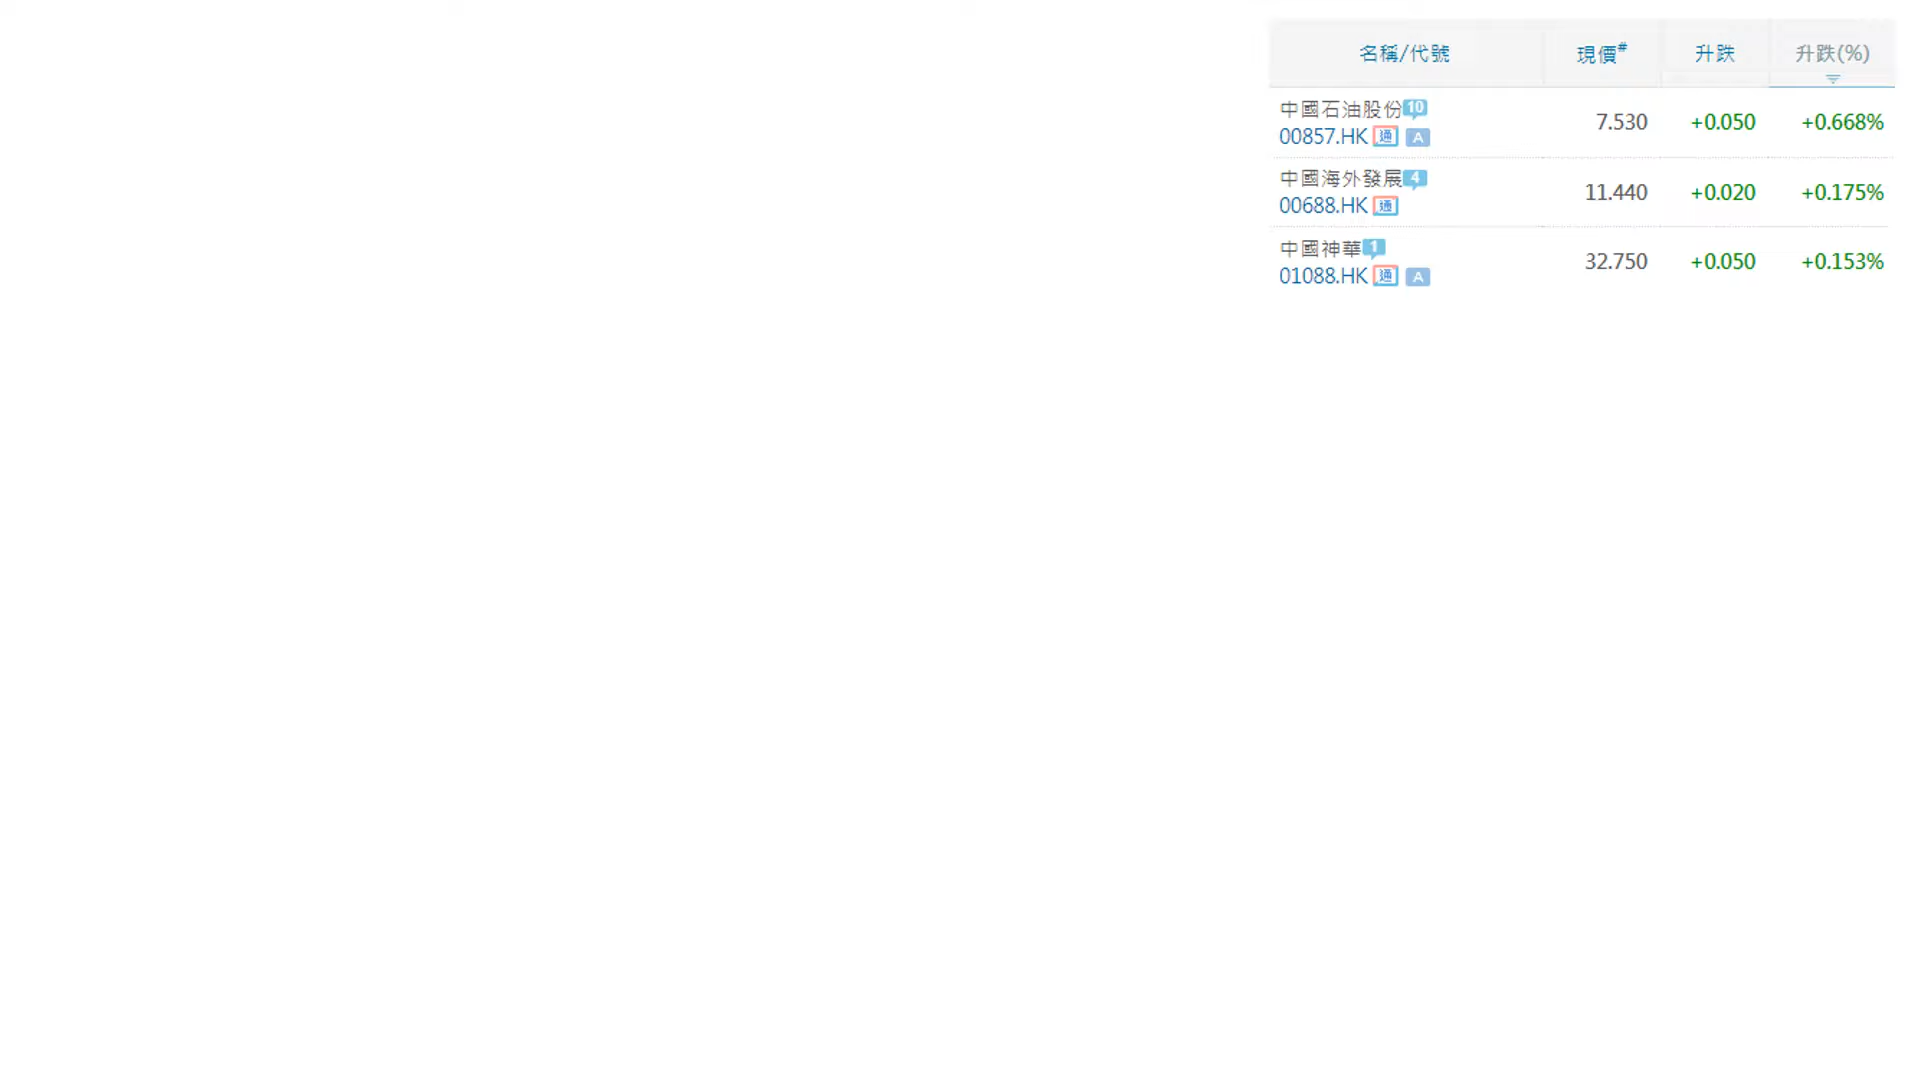 名稱/代號 現價# 升跌 升跌(%)
中國石油股份 10
00857.HK 通 A 7.530 +0.050 +0.668%
中國海外發展 4
00688.HK 通 11.440 +0.020 +0.175%
中國神華 1
01088.HK 通 A 32.750 +0.050 +0.153%